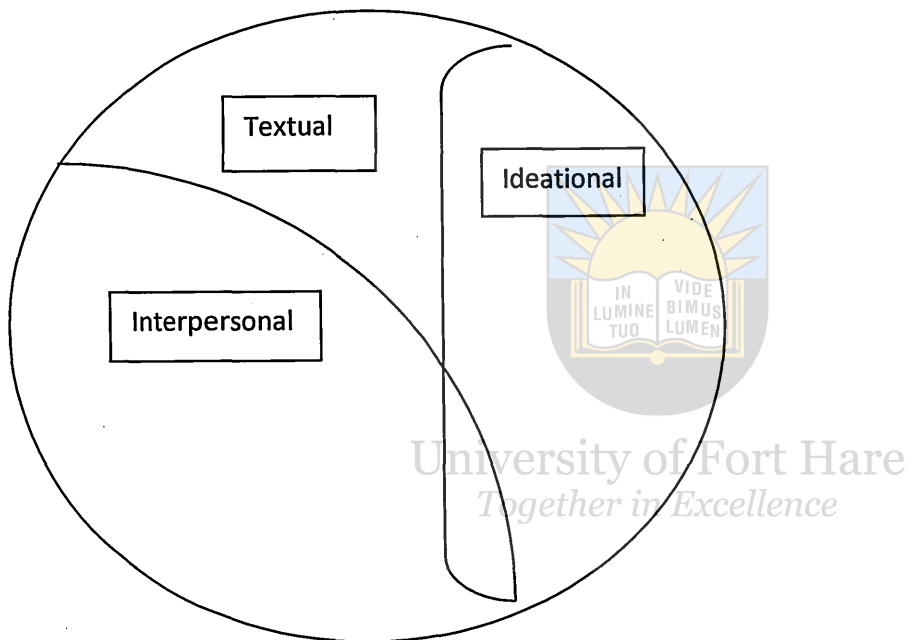 Textual
Ideational
Interpersonal
IN
LUMINE
TUO
VIDE
BIMUS
LUMEN
University of Fort Hare
Together in Excellence